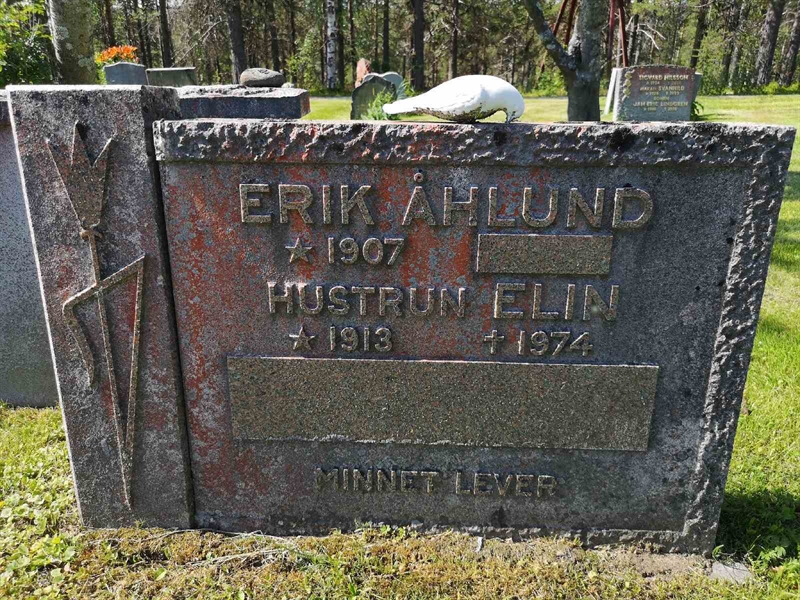 ERIK ÅHLUND
☆ 1907
HUSTRUN ELIN
☆ 1913 ✝ 1974
MINNET LEVER